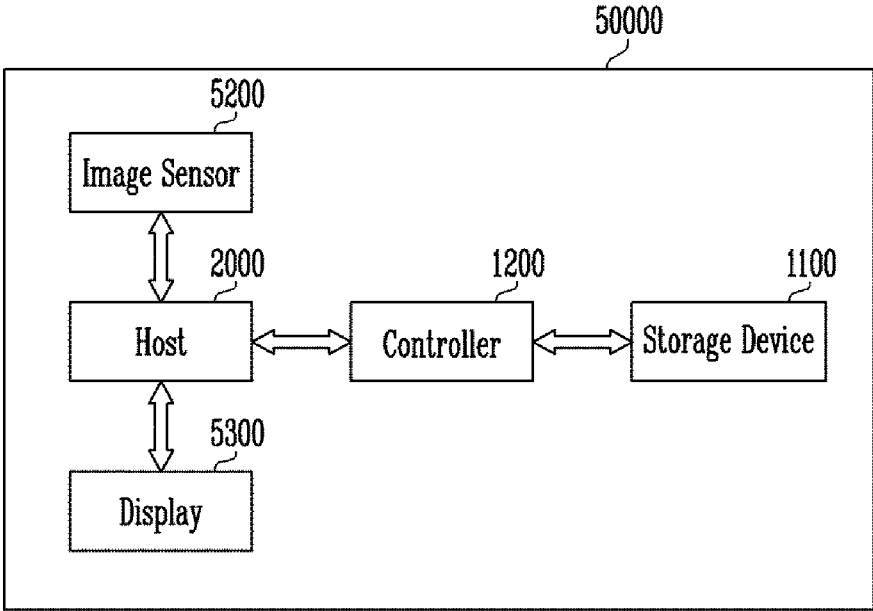 50000
5200
Image Sensor
2000
Host
1200
Controller
1100
Storage Device
5300
Display